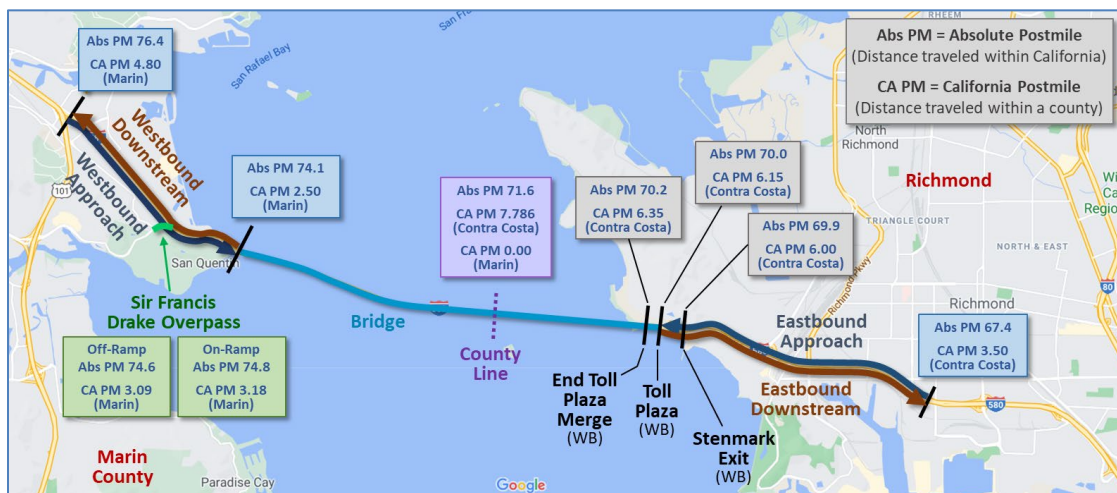 San Fr
RHEEM
Abs PM 76.4
CA PM 4.80
(Marin)
San Rafael Bay
Abs PM = Absolute Postmile
(Distance traveled within California)
CA PM = California Postmile
(Distance traveled within a county)
North
Richmond
Westbound
Downstream
Westbound
Approach
101
Abs PM 74.1
CA PM 2.50
(Marin)
Abs PM 71.6
CA PM 7.786
(Contra Costa)
CA PM 0.00
(Marin)
Abs PM 70.2
CA PM 6.35
(Contra Costa)
Abs PM 70.0
CA PM 6.15
(Contra Costa)
Abs PM 69.9
CA PM 6.00
(Contra Costa)
Richmond
Wi
Cap
Regi
TRIANGLE COURT
NORTH & EAST
80
San Quentin
Sir Francis
Drake Overpass
Off-Ramp
Abs PM 74.6
CA PM 3.09
(Marin)
On-Ramp
Abs PM 74.8
CA PM 3.18
(Marin)
Bridge
County
Line
Richmond Pkwy
Richmond
Eastbound
Approach
Eastbound
Downstream
Abs PM 67.4
CA PM 3.50
(Contra Costa)
580
End Toll
Plaza
Merge
(WB)
Toll
Plaza
(WB)
Stenmark
Exit
(WB)
Marin
County
Paradise Cay
Google